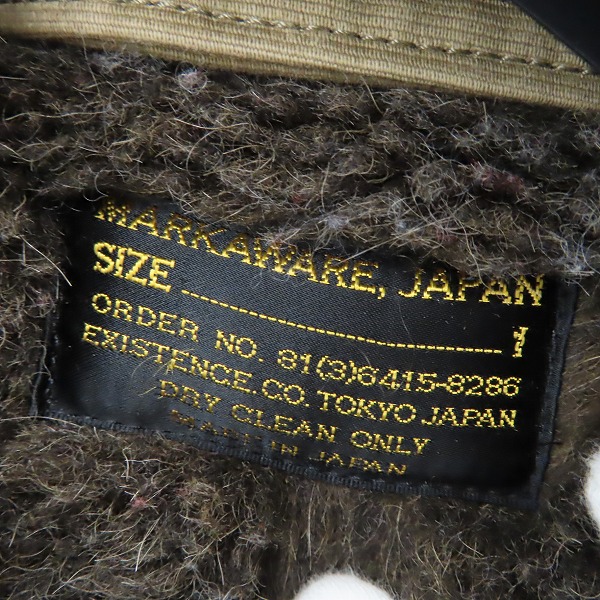 MARKAWARE, JAPAN
SIZE 1
ORDER NO. 81(3)6415-8286
EXISTENCE.CO. TOKYO JAPAN
DRY CLEAN ONLY
MADE IN JAPAN